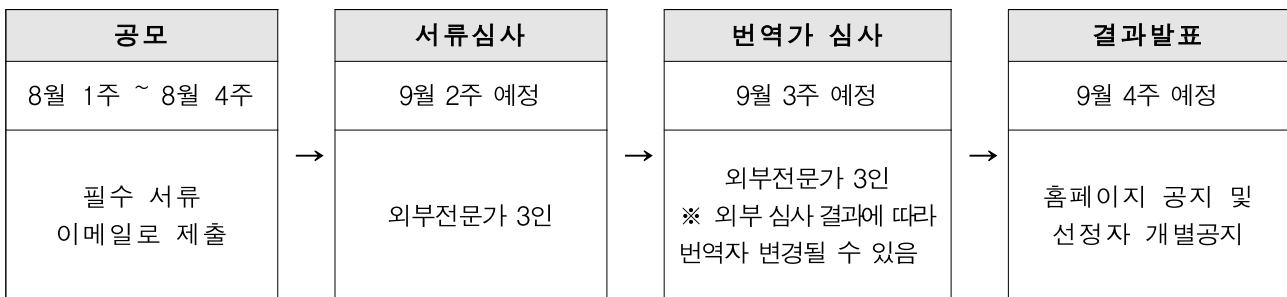 공모
8월 1주 ~ 8월 4주
필수 서류
이메일로 제출
→
서류심사
9월 2주 예정
외부전문가 3인
→
번역가 심사
9월 3주 예정
외부전문가 3인
※ 외부 심사 결과에 따라
번역자 변경될 수 있음
→
결과발표
9월 4주 예정
홈페이지 공지 및
선정자 개별공지